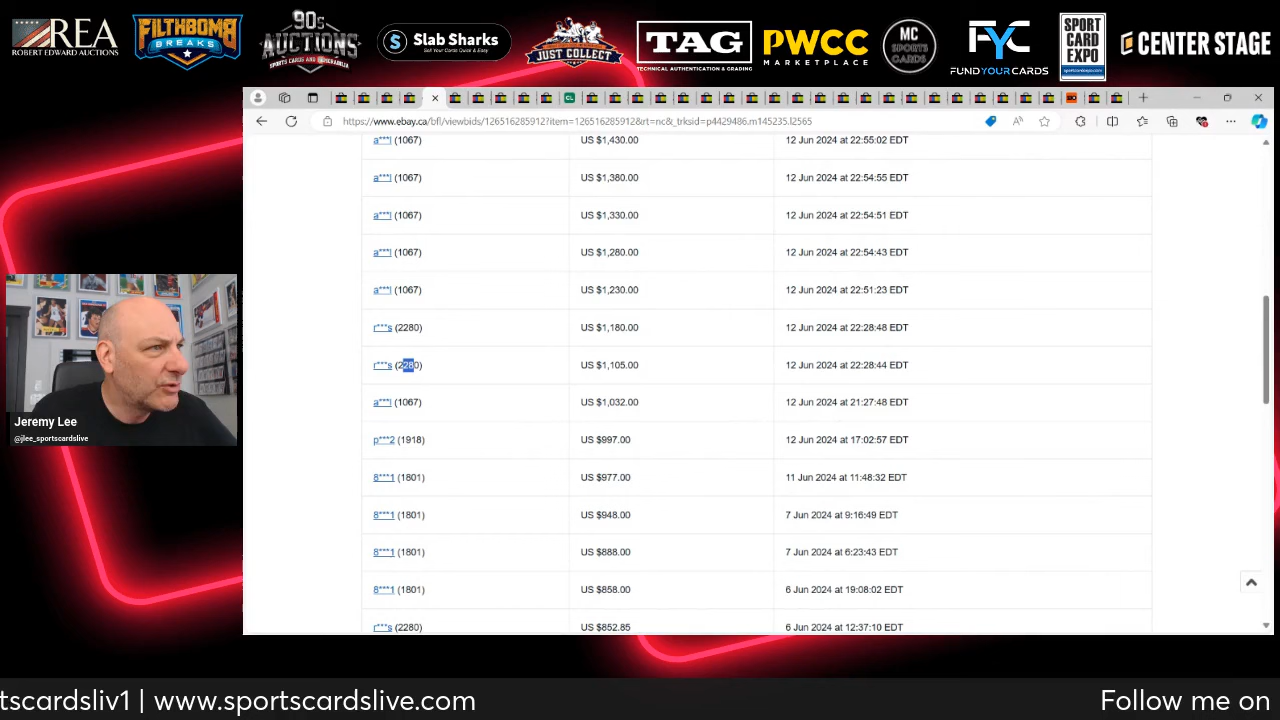 REA
ROBERT EDWARD AUCTIONS
FILTHBOMB
BREAKS
90s
AUCTIONS
SPORTS CARDS AND MEMORABILIA
Slab Sharks
Sell Your Cards Quick & Easy
JUST COLLECT
TAG
TECHNICAL AUTHENTICATION & GRADING
PWCC
MARKETPLACE
MC
SPORTS
CARDS
FYC
FUND YOUR CARDS
SPORT
CARD
EXPO
sportcardexpo.com
CENTER STAGE
https://www.ebay.ca/bfl/viewbids/126516285912?item=126516285912&rt=nc&_trksid=p4429486.m145235.l2565
a***l (1067) US $1,430.00 12 Jun 2024 at 22:55:02 EDT
a***l (1067) US $1,380.00 12 Jun 2024 at 22:54:55 EDT
a***l (1067) US $1,330.00 12 Jun 2024 at 22:54:51 EDT
a***l (1067) US $1,280.00 12 Jun 2024 at 22:54:43 EDT
a***l (1067) US $1,230.00 12 Jun 2024 at 22:51:23 EDT
r***s (2280) US $1,180.00 12 Jun 2024 at 22:28:48 EDT
r***s (2280) US $1,105.00 12 Jun 2024 at 22:28:44 EDT
a***l (1067) US $1,032.00 12 Jun 2024 at 21:27:48 EDT
p***2 (1918) US $997.00 12 Jun 2024 at 17:02:57 EDT
8***1 (1801) US $977.00 11 Jun 2024 at 11:48:32 EDT
8***1 (1801) US $948.00 7 Jun 2024 at 9:16:49 EDT
8***1 (1801) US $888.00 7 Jun 2024 at 6:23:43 EDT
8***1 (1801) US $858.00 6 Jun 2024 at 19:08:02 EDT
r***s (2280) US $852.85 6 Jun 2024 at 12:37:10 EDT
Jeremy Lee
@jlee_sportscardslive
tscardsliv1 | www.sportscardslive.com
Follow me on